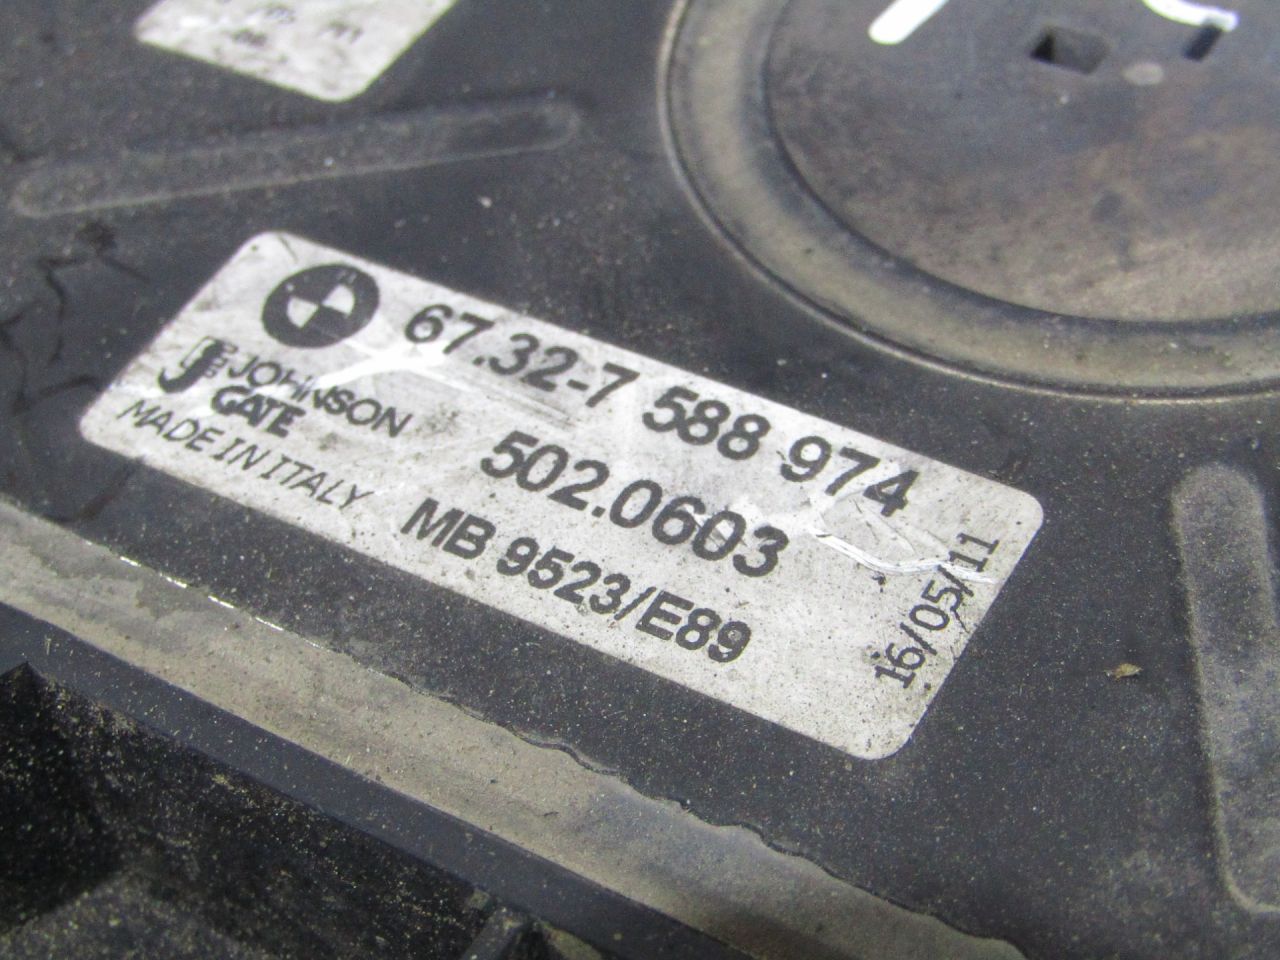 67.32-7 588 974
JOHNSON
GATE
502.0603
MADE IN ITALY
MB 9523/E89
16/05/11